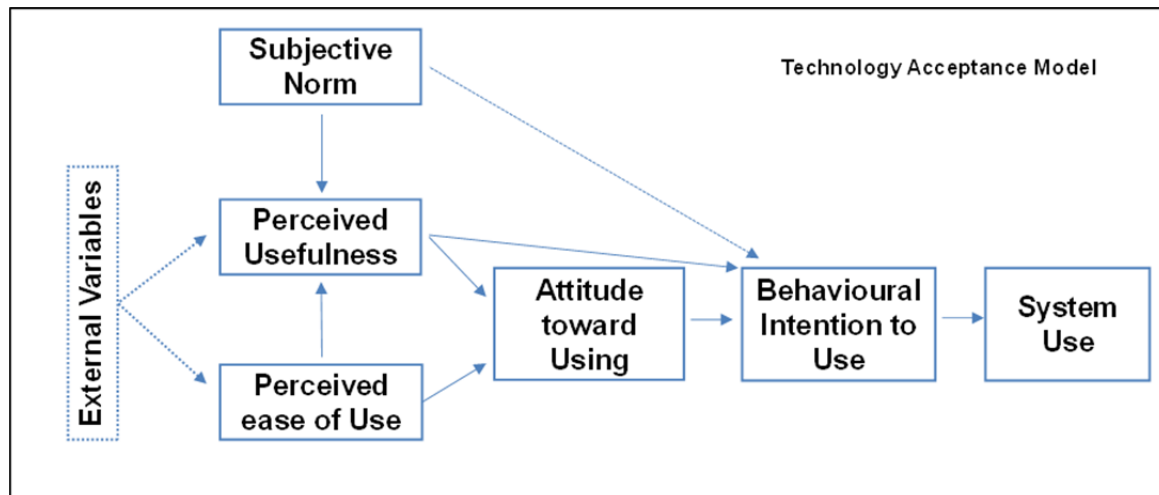 Subjective
Norm
Technology Acceptance Model
External Variables
Perceived
Usefulness
Perceived
ease of Use
Attitude
toward
Using
Behavioural
Intention to
Use
System
Use